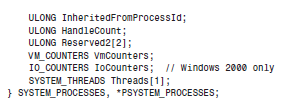 ULONG InheritedFromProcessId;
ULONG HandleCount;
ULONG Reserved2[2];
VM_COUNTERS VmCounters;
IO_COUNTERS IoCounters;  // Windows 2000 only
SYSTEM_THREADS Threads[1];
} SYSTEM_PROCESSES, *PSYSTEM_PROCESSES;